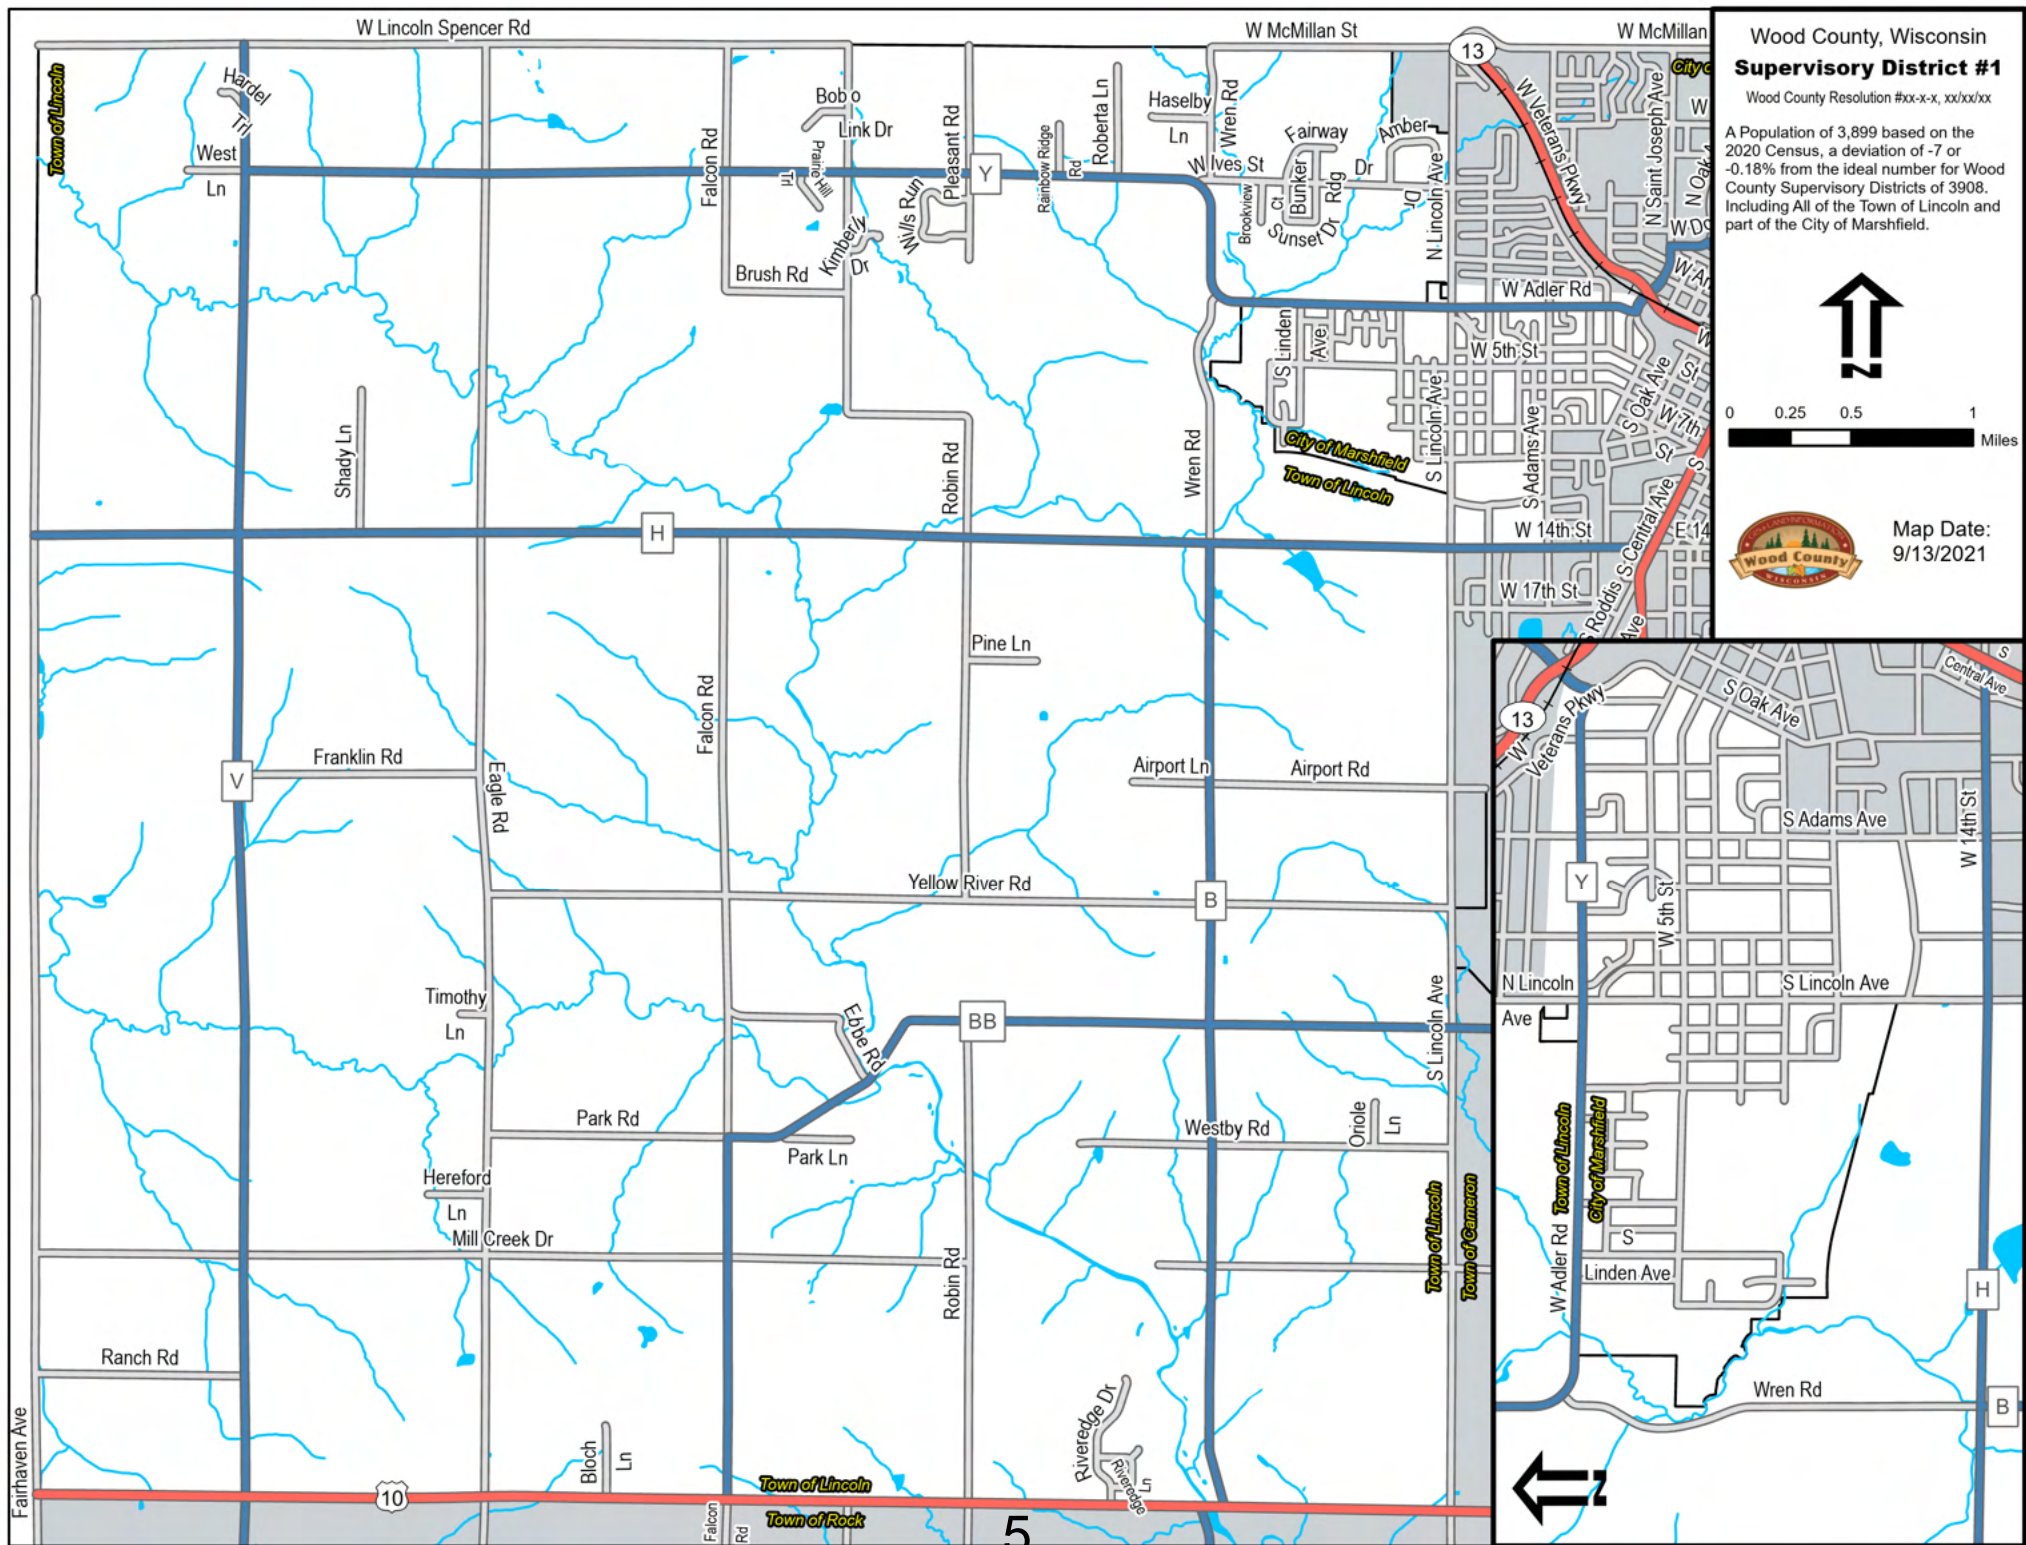 W Lincoln Spencer Rd
W McMillan St
W McMillan
13
Town of Lincoln
Hardel
Trl
West
Ln
Falcon Rd
Link Dr
Prairie Hill
Trl
Pleasant Rd
Wills Run
Kimberly
Dr
Brush Rd
Y
Rainbow Ridge
Rd
Roberta Ln
Haselby
Ln
Wren Rd
W Ives St
Fairway
Amber
Dr
Dr
Brookview
Ct
Bunker
Rdg
Sunset Dr
N Lincoln Ave
W Veterans Pkwy
N Saint Joseph Ave
W Adler Rd
S Linden
Ave
W 5th St
S Oak Ave
St
W 7th
St
S Lincoln Ave
S Adams Ave
City of Marshfield
Town of Lincoln
Shady Ln
Robin Rd
Wren Rd
H
W 14th St
E 14
S Central Ave
W 17th St
S Roddis
Ave
Pine Ln
Falcon Rd
V
Franklin Rd
Eagle Rd
Airport Ln
Airport Rd
Yellow River Rd
B
Timothy
Ln
Ebbe Rd
BB
S Lincoln Ave
Park Rd
Park Ln
Westby Rd
Oriole
Ln
Hereford
Ln
Mill Creek Dr
Robin Rd
Town of Lincoln
Town of Cameron
Ranch Rd
Fairhaven Ave
Bloch
Ln
Riveredge Dr
Riveredge
Ln
10
Town of Lincoln
Town of Rock
Falcon
Rd
5
Wood County, Wisconsin
Supervisory District #1
Wood County Resolution #xx-x-x, xx/xx/xx
A Population of 3,899 based on the
2020 Census, a deviation of -7 or
-0.18% from the ideal number for Wood
County Supervisory Districts of 3908.
Including All of the Town of Lincoln and
part of the City of Marshfield.
N
0 0.25 0.5 1
Miles
Wood County
WISCONSIN
Map Date:
9/13/2021
13
W
Veterans Pkwy
S Oak Ave
S
Central Ave
S Adams Ave
W 14th St
Y
W 5th St
N Lincoln
Ave
S Lincoln Ave
Town of Lincoln
City of Marshfield
W Adler Rd
S
Linden Ave
H
Wren Rd
B
N